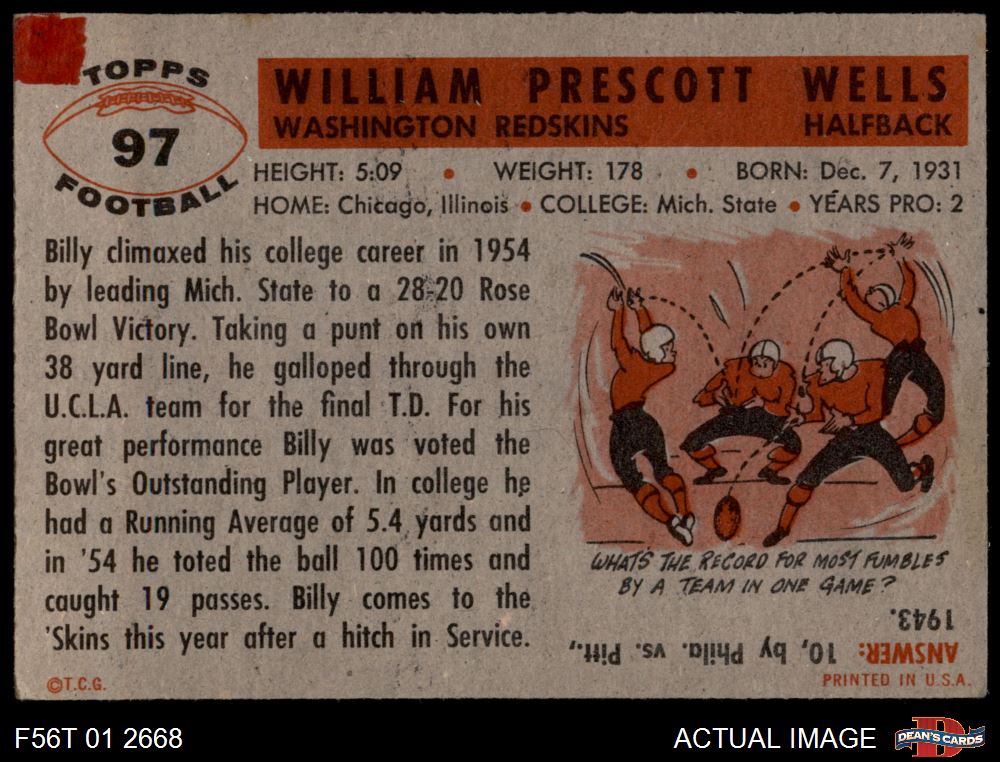 TOPPS
97
FOOTBALL
WILLIAM PRESCOTT WELLS
WASHINGTON REDSKINS HALFBACK
HEIGHT: 5:09 • WEIGHT: 178 • BORN: Dec. 7, 1931
HOME: Chicago, Illinois • COLLEGE: Mich. State • YEARS PRO: 2
Billy climaxed his college career in 1954
by leading Mich. State to a 28-20 Rose
Bowl Victory. Taking a punt on his own
38 yard line, he galloped through the
U.C.L.A. team for the final T.D. For his
great performance Billy was voted the
Bowl's Outstanding Player. In college he
had a Running Average of 5.4 yards and
in '54 he toted the ball 100 times and
caught 19 passes. Billy comes to the
'Skins this year after a hitch in Service.
WHAT'S THE RECORD FOR MOST FUMBLES
BY A TEAM IN ONE GAME?
ANSWER: 10, by Phila. vs. Pitt.,
1943.
©T.C.G.
PRINTED IN U.S.A.
F56T 01 2668
ACTUAL IMAGE
DEAN'S CARDS